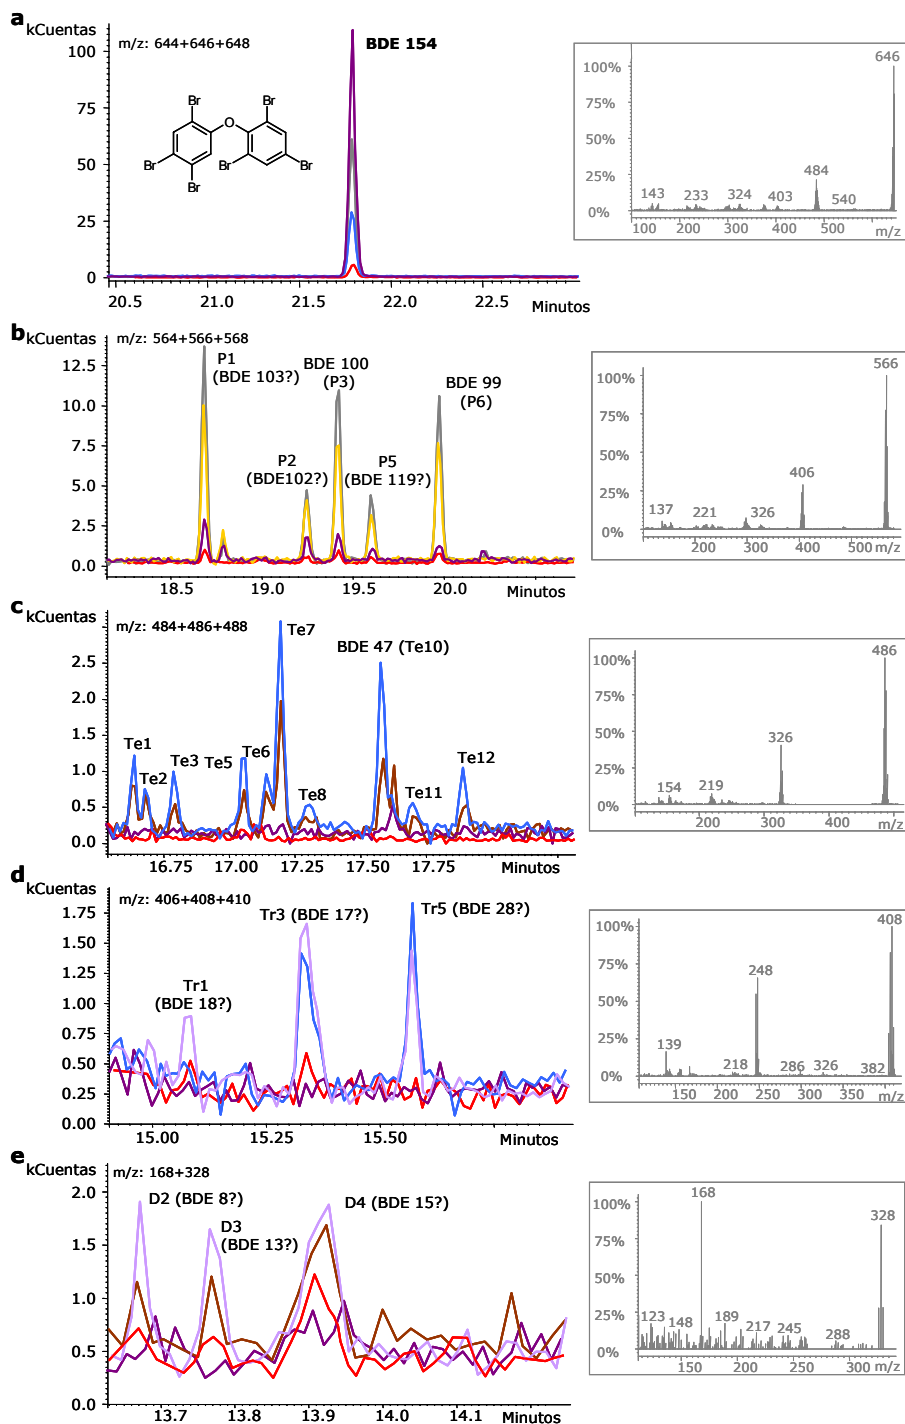 a
kCuentas
m/z: 644+646+648
BDE 154
100
75
50
25
0
Br
Br
O
Br
Br
Br
Br
20.5
21.0
21.5
22.0
22.5
Minutos
100%
75%
50%
25%
0%
646
484
143
233
324
403
540
100
200
300
400
500
m/z
b
kCuentas
m/z: 564+566+568
12.5
10.0
7.5
5.0
2.5
0.0
P1
(BDE 103?)
BDE 100
(P3)
BDE 99
(P6)
P2
(BDE102?)
P5
(BDE 119?)
18.5
19.0
19.5
20.0
Minutos
100%
75%
50%
25%
0%
566
406
137
221
326
200
300
400
500
m/z
c
kCuentas
m/z: 484+486+488
2.5
2.0
1.5
1.0
0.5
0.0
Te7
BDE 47 (Te10)
Te1
Te2
Te3
Te5
Te6
Te8
Te11
Te12
16.75
17.00
17.25
17.50
17.75
Minutos
100%
75%
50%
25%
0%
486
326
154
219
200
300
400
m/z
d
kCuentas
m/z: 406+408+410
1.75
1.50
1.25
1.00
0.75
0.50
0.25
0.00
Tr3 (BDE 17?)
Tr5 (BDE 28?)
Tr1
(BDE 18?)
15.00
15.25
15.50
Minutos
100%
75%
50%
25%
0%
408
248
139
218
286
326
382
150
200
250
300
350
m/z
e
kCuentas
m/z: 168+328
2.0
1.5
1.0
0.5
0.0
D2 (BDE 8?)
D3
(BDE 13?)
D4 (BDE 15?)
13.7
13.8
13.9
14.0
14.1
Minutos
100%
75%
50%
25%
0%
168
328
123
148
189
217
245
288
150
200
250
300
m/z